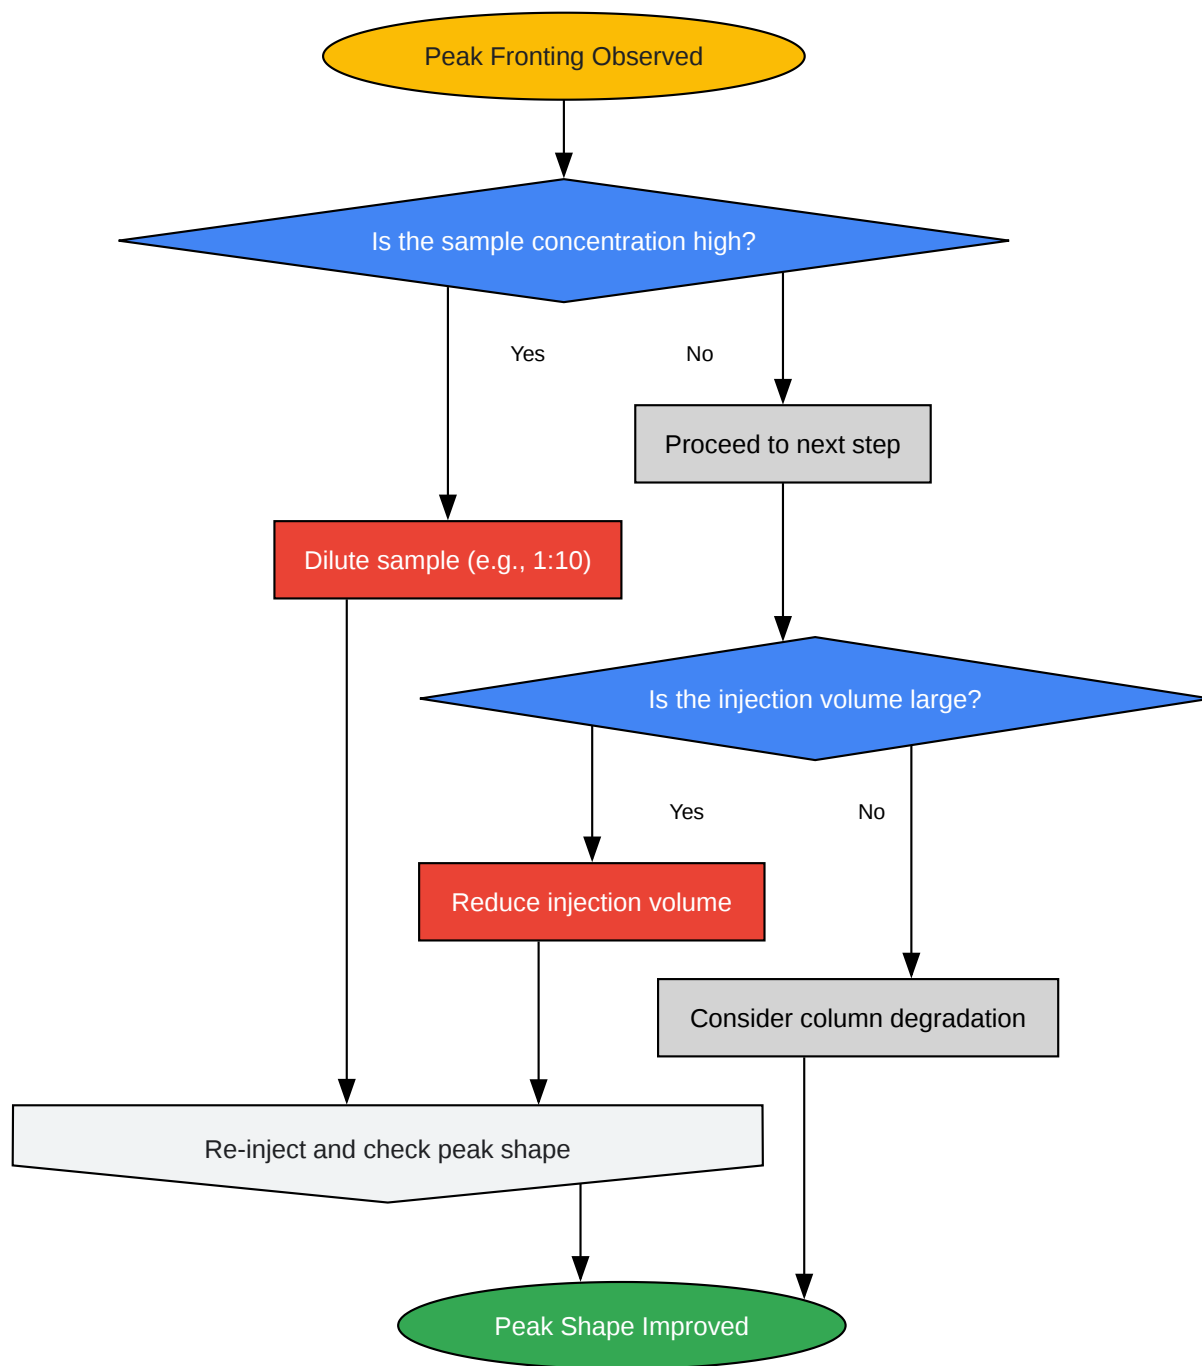 Peak Fronting Observed
Is the sample concentration high?
Yes
No
Proceed to next step
Dilute sample (e.g., 1:10)
Is the injection volume large?
Yes
No
Reduce injection volume
Consider column degradation
Re-inject and check peak shape
Peak Shape Improved